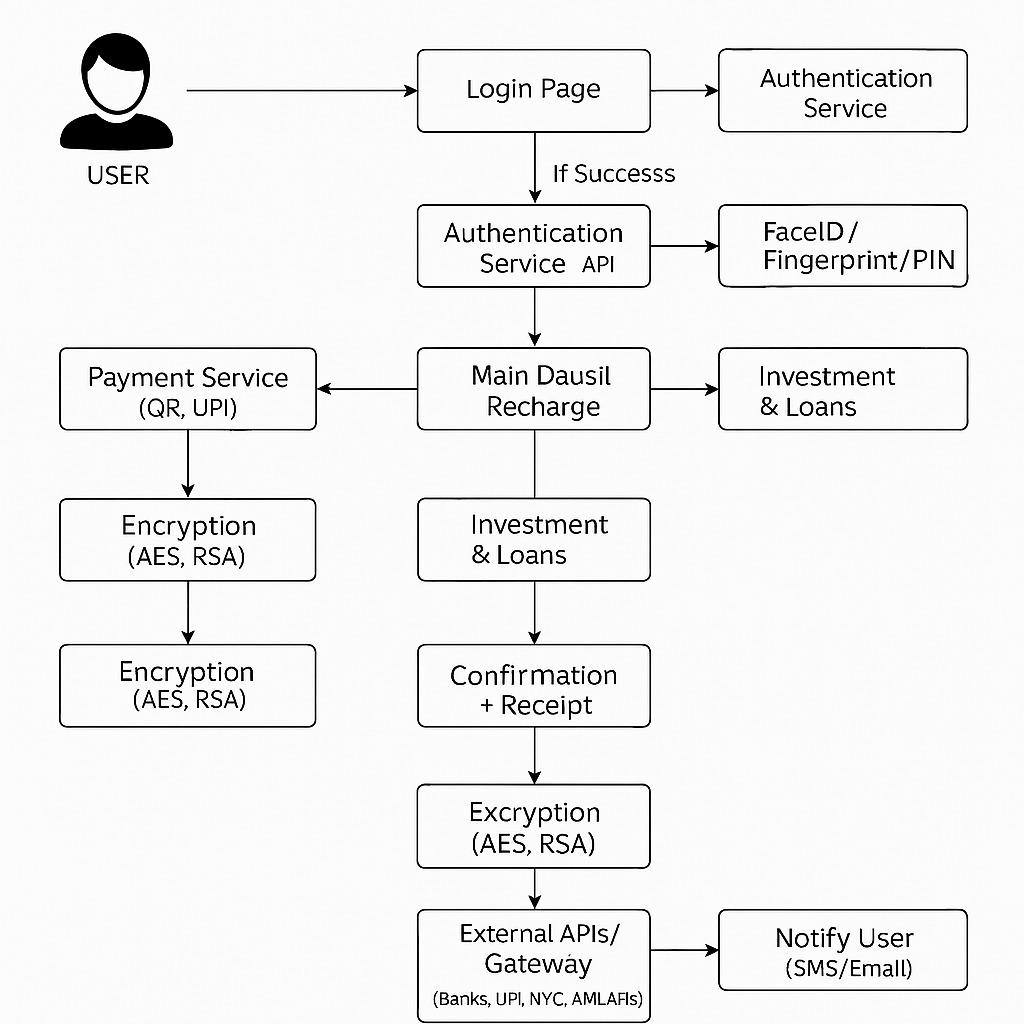 USER
Login Page
Authentication
Service
If Successs
Authentication
Service API
FaceID/
Fingerprint/PIN
Payment Service
(QR, UPI)
Main Dausil
Recharge
Investment
& Loans
Encryption
(AES, RSA)
Investment
& Loans
Encryption
(AES, RSA)
Confirmation
+ Receipt
Excryption
(AES, RSA)
External APIs/
Gateway
(Banks, UPI, NYC, AMLAFIs)
Notify User
(SMS/Emall)